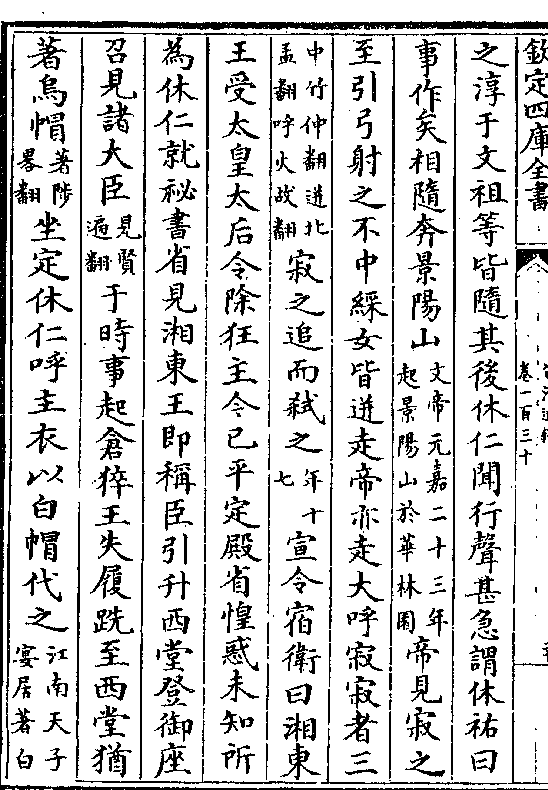 欽定四庫全書
卷一百三十
之淳于文祖等皆隨其後休仁聞行聲甚急謂休祐曰
事作矣相隨奔景陽山文帝元嘉二十三年起景陽山於華林園帝見寂之
至引弓射之不中綵女皆迸走帝亦走大呼寂寂者三
中竹仲翻迸北孟翻呼火故翻寂之追而弑之年十七宣令宿衛曰湘東
王受太皇太后令除狂主今已平定殿省惶惑未知所
為休仁就祕書省見湘東王即稱臣引升西堂登御座
召見諸大臣見賢遍翻于時事起倉猝王失履跣至西堂猶
著烏帽著陟畧翻坐定休仁呼主衣以白帽代之江南天子宴居著白